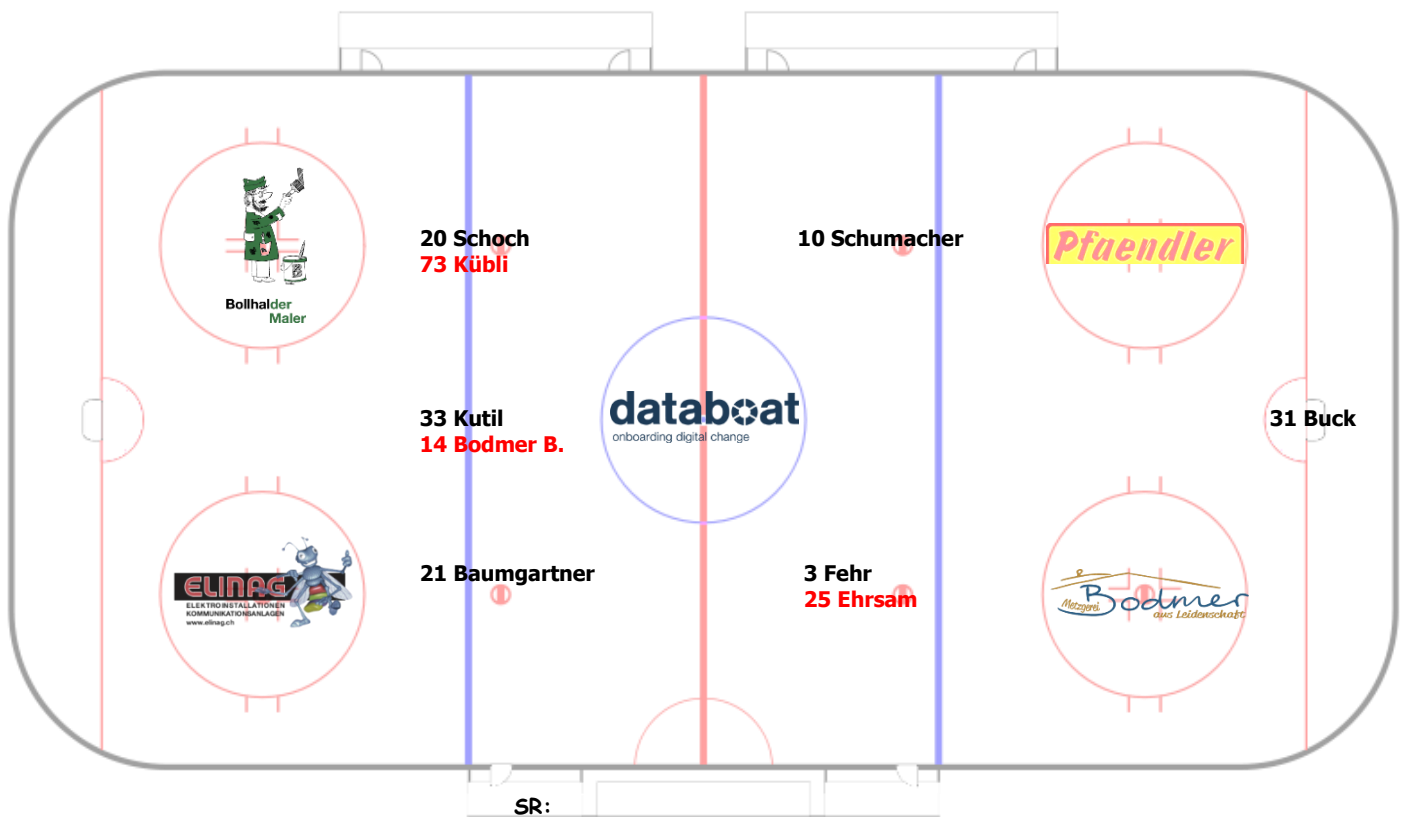 20 Schoch
73 Kübli
10 Schumacher
Pfaendler
Bollhalder
Maler
33 Kutil
14 Bodmer B.
databoat
onboarding digital change
31 Buck
21 Baumgartner
3 Fehr
25 Ehrsam
ELINAG
ELEKTROINSTALLATIONEN
KOMMUNIKATIONSANLAGEN
www.elinag.ch
Metzgerei Bodmer
aus Leidenschaft
SR: